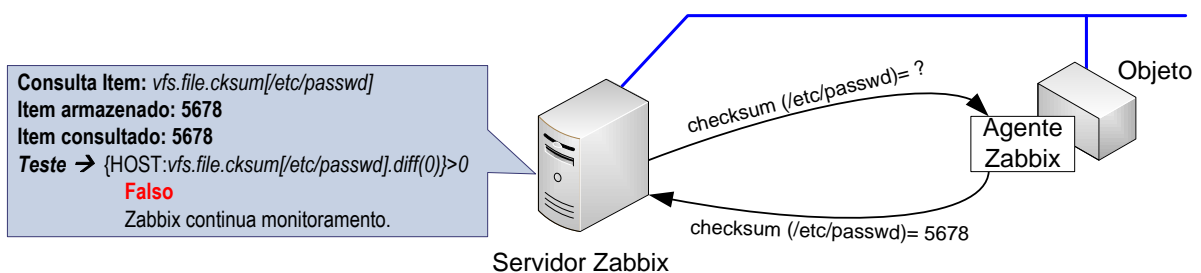 Consulta Item: vfs.file.cksum[/etc/passwd]
Item armazenado: 5678
Item consultado: 5678
Teste → {HOST:vfs.file.cksum[/etc/passwd].diff(0)}>0
Falso
Zabbix continua monitoramento.
checksum (/etc/passwd)= ?
Objeto
Agente
Zabbix
checksum (/etc/passwd)= 5678
Servidor Zabbix